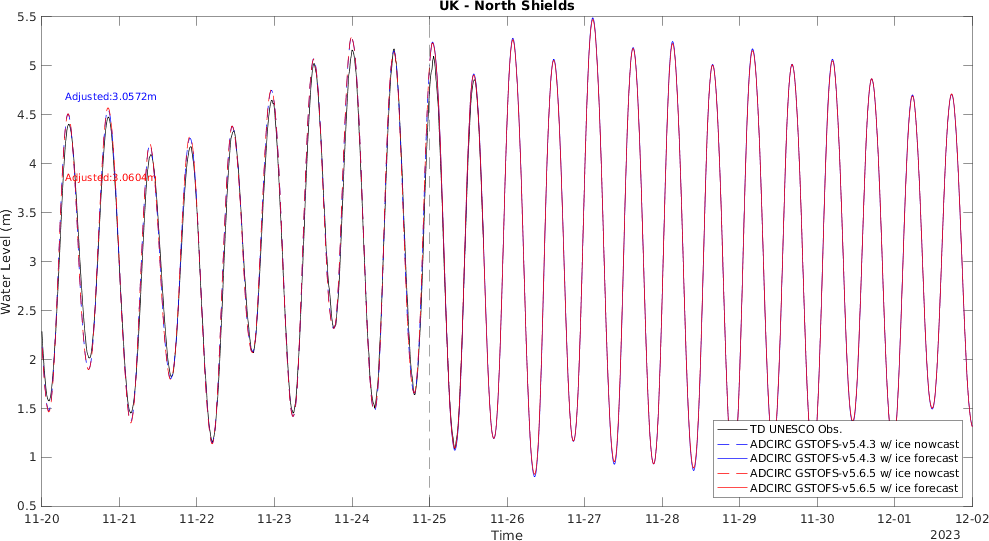 UK - North Shields
5.5
5
4.5
4
3.5
3
2.5
2
1.5
1
0.5
Water Level (m)
Adjusted:3.0572m
Adjusted:3.0604m
TD UNESCO Obs.
ADCIRC GSTOFS-v5.4.3 w/ ice nowcast
ADCIRC GSTOFS-v5.4.3 w/ ice forecast
ADCIRC GSTOFS-v5.6.5 w/ ice nowcast
ADCIRC GSTOFS-v5.6.5 w/ ice forecast
11-20 11-21 11-22 11-23 11-24 11-25 11-26 11-27 11-28 11-29 11-30 12-01 12-02
Time
2023